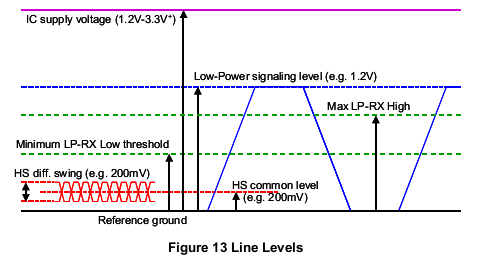 IC supply voltage (1.2V-3.3V+)
Low-Power signaling level (e.g. 1.2V)
Max LP-RX High
Minimum LP-RX Low threshold
HS diff. swing (e.g. 200mV)
HS common level
(e.g. 200mV)
Reference ground
Figure 13 Line Levels